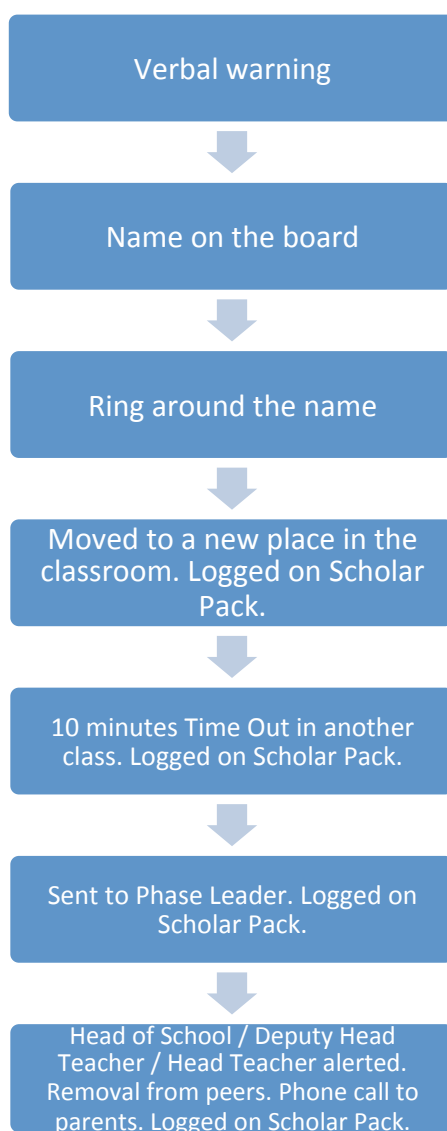 Verbal warning
Name on the board
Ring around the name
Moved to a new place in the
classroom. Logged on Scholar
Pack.
10 minutes Time Out in another
class. Logged on Scholar Pack.
Sent to Phase Leader. Logged on
Scholar Pack.
Head of School / Deputy Head
Teacher / Head Teacher alerted.
Removal from peers. Phone call to
parents. Logged on Scholar Pack.